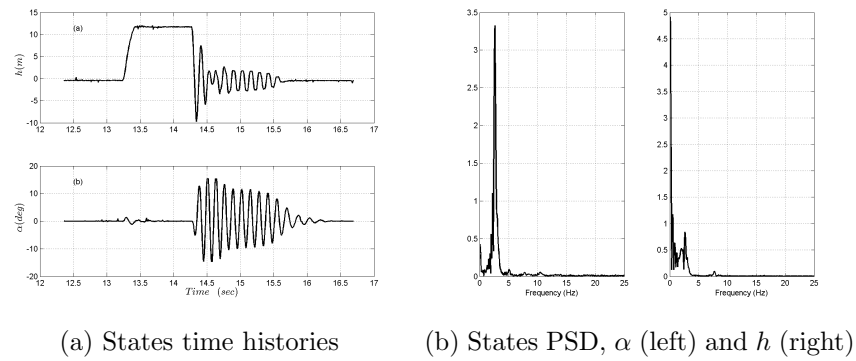 15
10
5
0
-5
-10
h(m)
(a)
12 12.5 13 13.5 14 14.5 15 15.5 16 16.5 17
20
10
0
-10
-20
α(deg)
(b)
12 12.5 13 13.5 14 14.5 15 15.5 16 16.5 17
Time (sec)
3.5
3
2.5
2
1.5
1
0.5
0
0 5 10 15 20 25
Frequency (Hz)
5
4.5
4
3.5
3
2.5
2
1.5
1
0.5
0
0 5 10 15 20 25
Frequency (Hz)
(a) States time histories
(b) States PSD, α (left) and h (right)